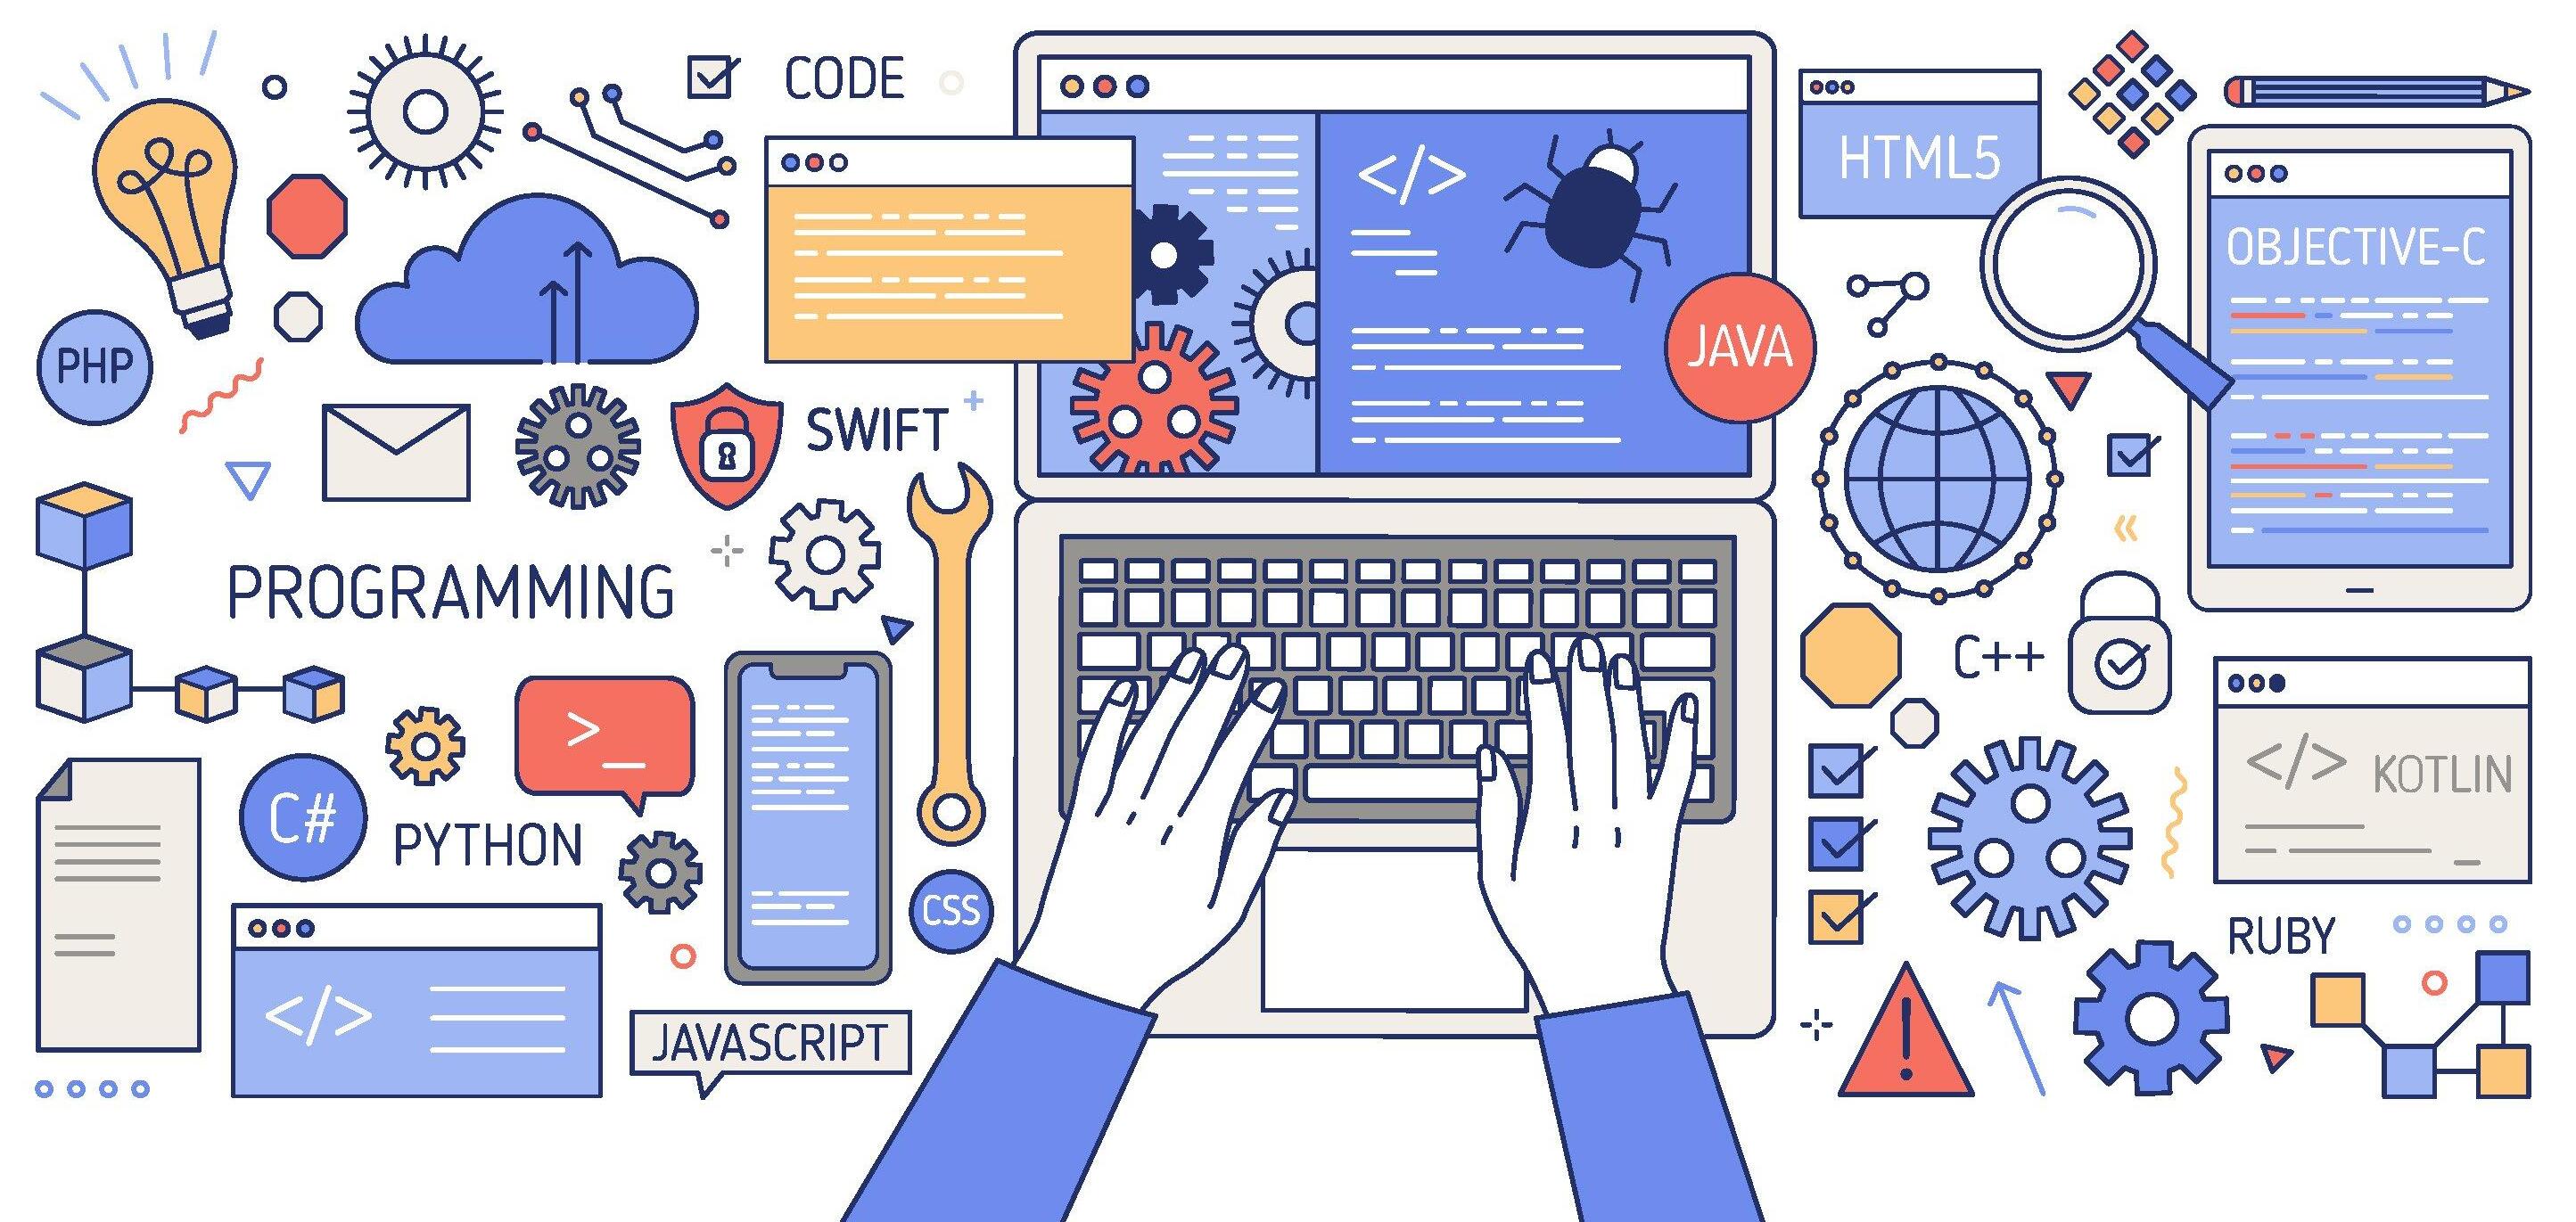 CODE
HTML5
OBJECTIVE-C
</>
JAVA
PHP
SWIFT
PROGRAMMING
C++
>_
</> KOTLIN
C#
PYTHON
CSS
RUBY
</>
JAVASCRIPT
!